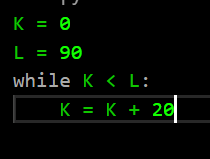 K = 0
L = 90
while K < L:
    K = K + 20